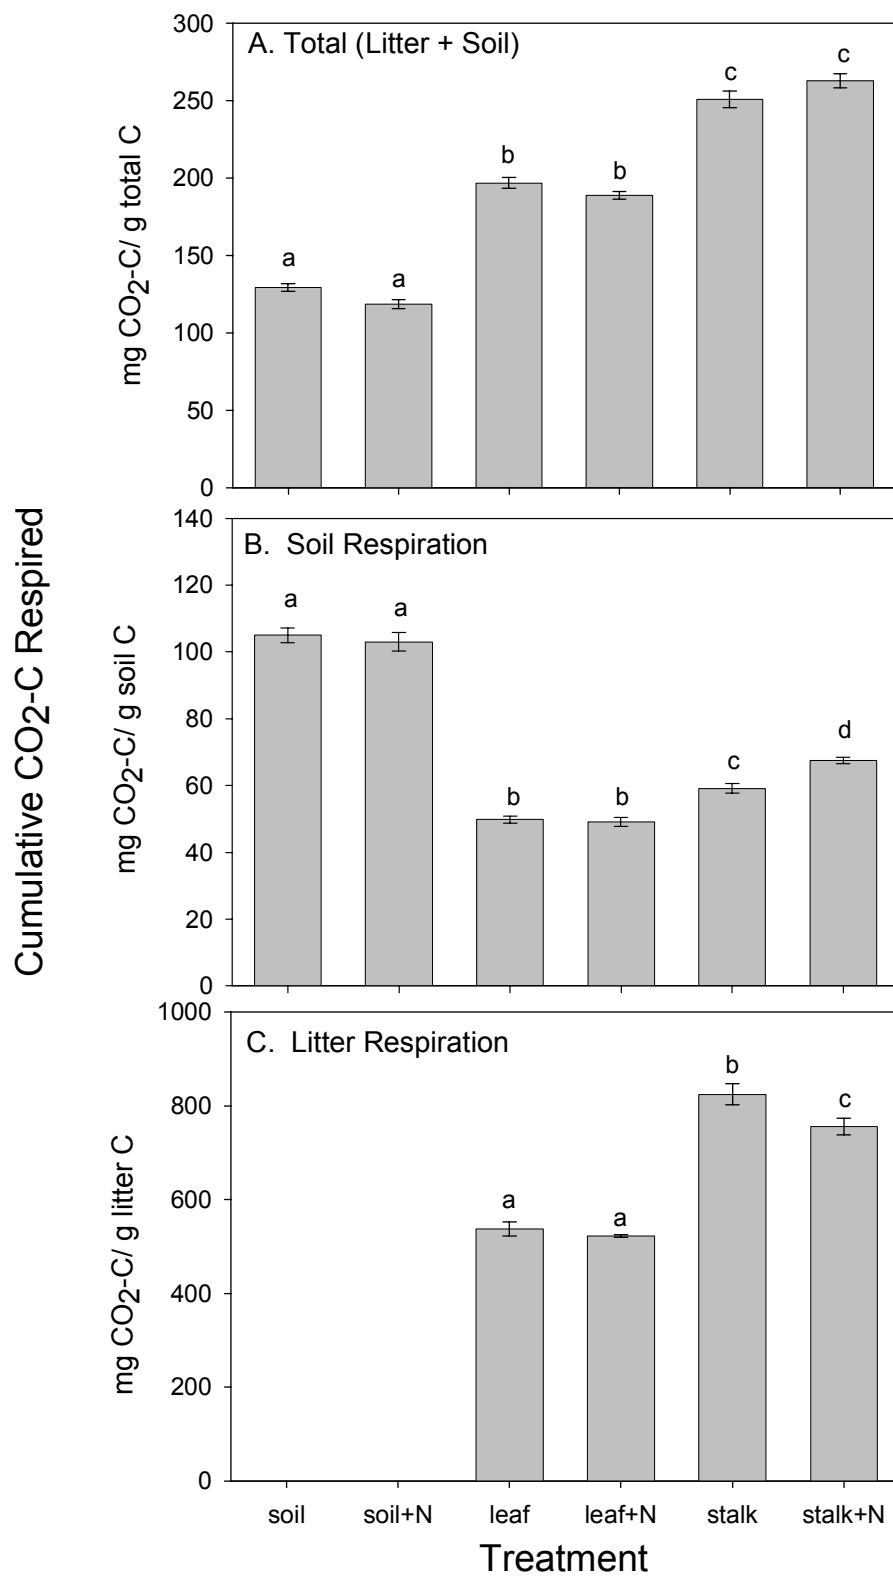 Cumulative CO2-C Respired
A. Total (Litter + Soil)
mg CO2-C/ g total C
300
250
200
150
100
50
0
a
a
b
b
c
c
B. Soil Respiration
mg CO2-C/ g soil C
140
120
100
80
60
40
20
0
a
a
b
b
c
d
C. Litter Respiration
mg CO2-C/ g litter C
1000
800
600
400
200
0
a
a
b
c
soil soil+N leaf leaf+N stalk stalk+N
Treatment